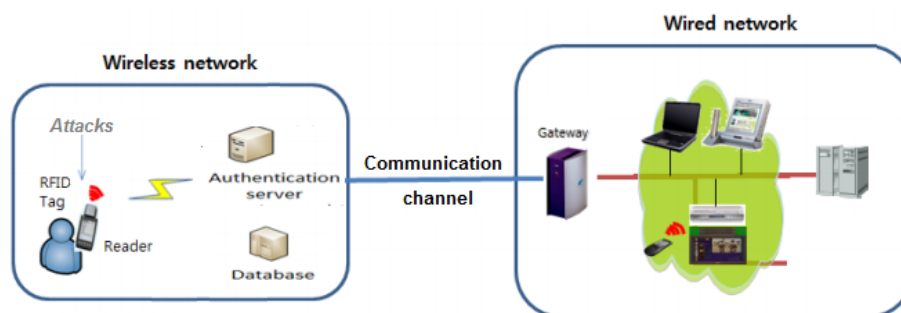 Wireless network
Attacks
RFID
Tag
Reader
Authentication
server
Database
Communication
channel
Wired network
Gateway